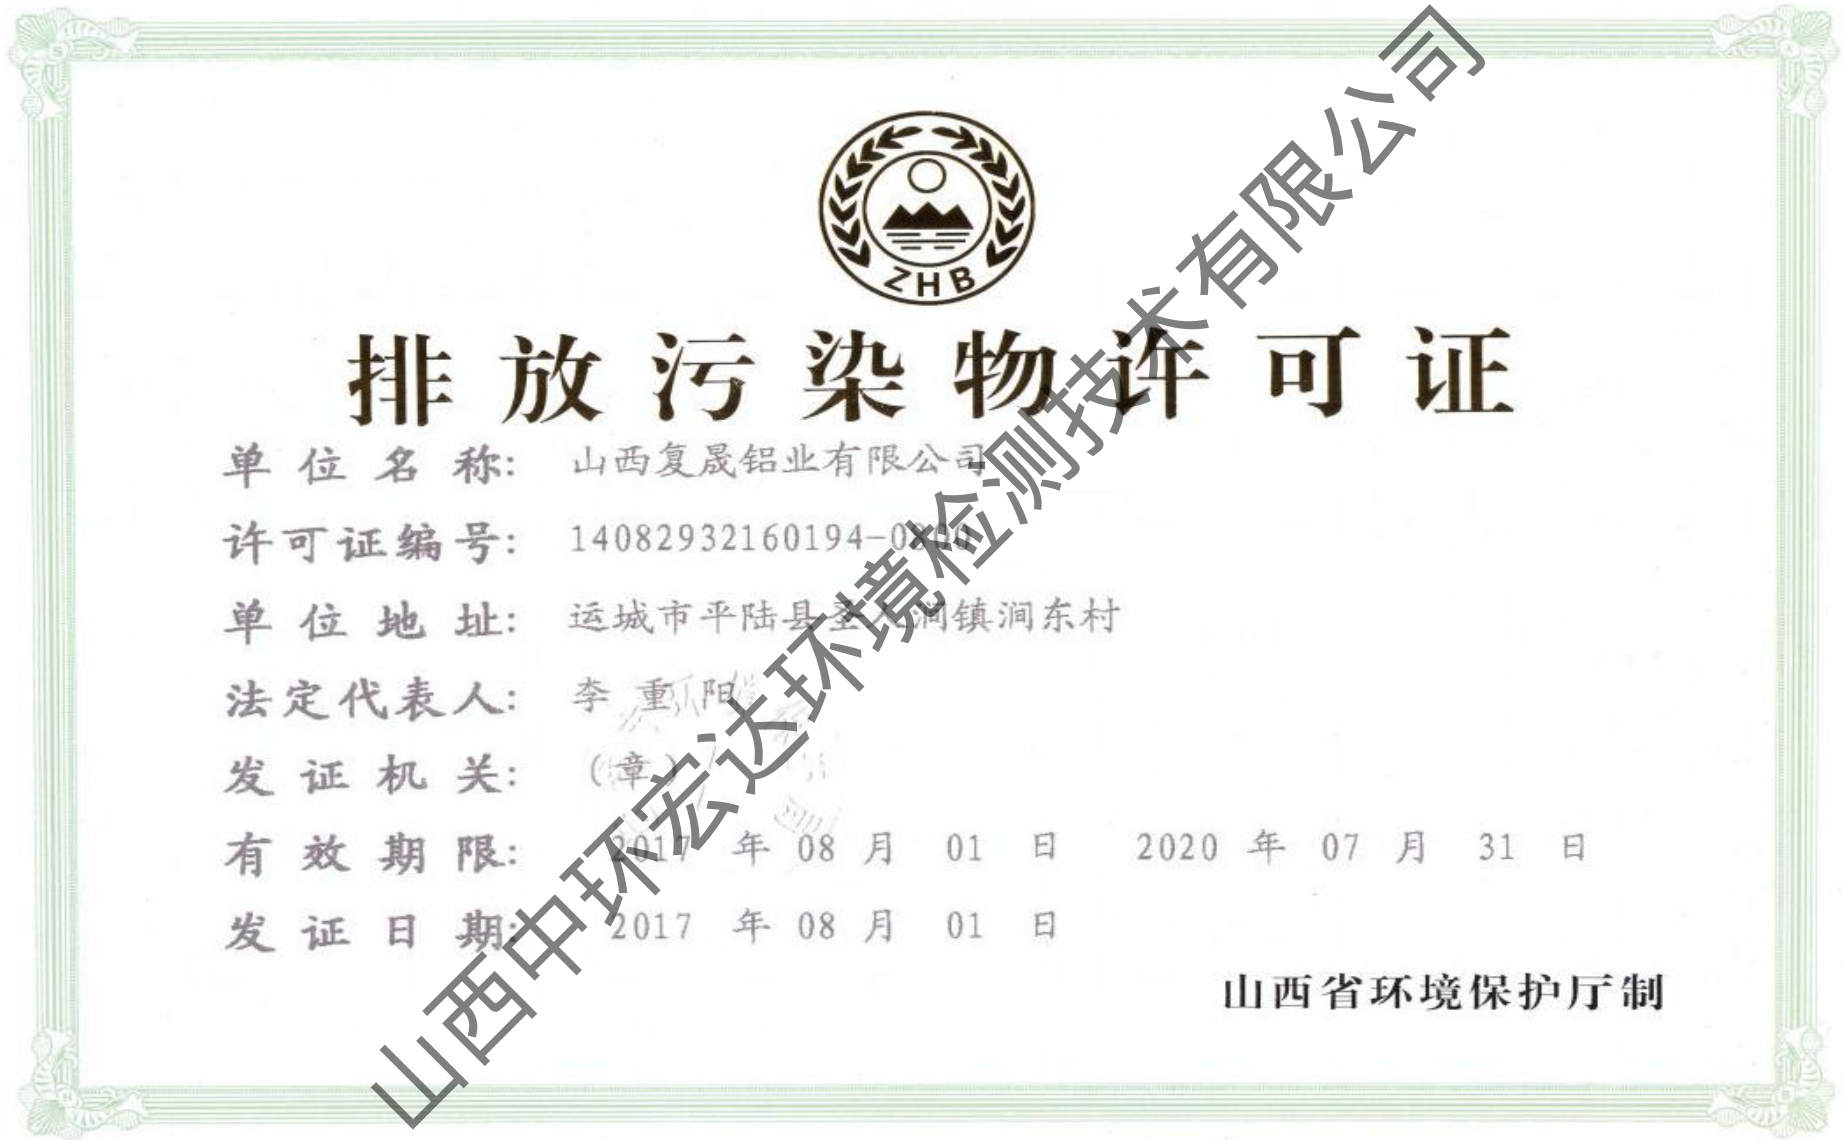 ZHB
排放污染物许可证
单位名称: 山西复晟铝业有限公司
许可证编号: 14082932160194-0800
单位地址: 运城市平陆县圣人涧镇涧东村
法定代表人: 李重阳
发证机关: (章)
有效期限: 2017 年 08 月 01 日 2020 年 07 月 31 日
发证日期: 2017 年 08 月 01 日
山西省环境保护厅制
山西中环宏达环境检测技术有限公司